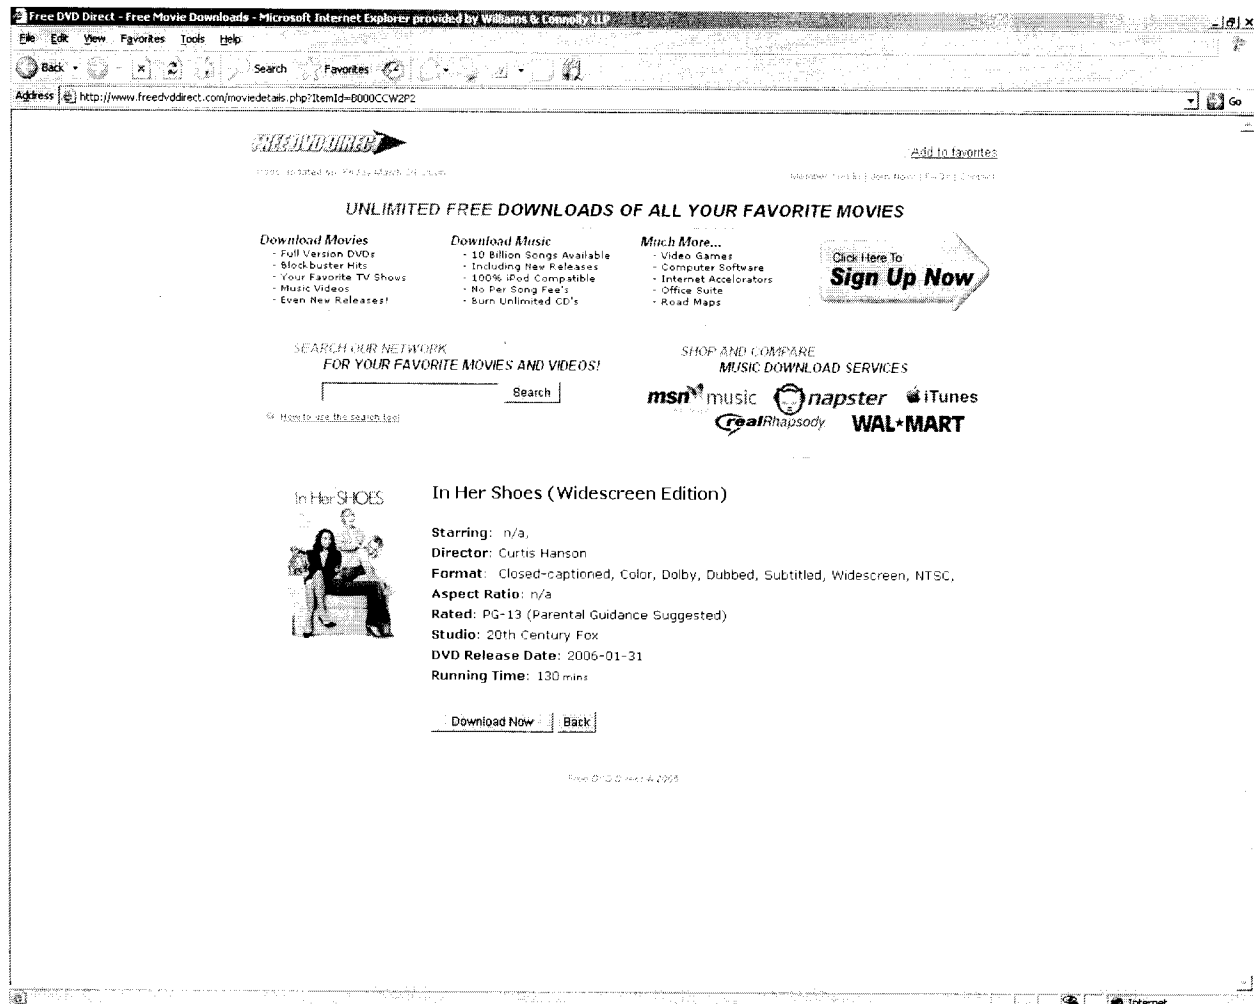 Free DVD Direct - Free Movie Downloads - Microsoft Internet Explorer provided by Williams & Connolly LLP
File Edit View Favorites Tools Help
Back Search Favorites
Address http://www.freedvddirect.com/moviedetails.php?ItemId=B000CCW2P2 Go
FREE DVD DIRECT
Add to favorites
UNLIMITED FREE DOWNLOADS OF ALL YOUR FAVORITE MOVIES
Download Movies
- Full Version DVDs
- Blockbuster Hits
- Your Favorite TV Shows
- Music Videos
- Even New Releases!
Download Music
- 10 Billion Songs Available
- Including New Releases
- 100% iPod Compatible
- No Per Song Fee's
- Burn Unlimited CD's
Much More...
- Video Games
- Computer Software
- Internet Accelorators
- Office Suite
- Road Maps
Click Here To
Sign Up Now
SEARCH OUR NETWORK
FOR YOUR FAVORITE MOVIES AND VIDEOS!
Search
How to use the search tool
SHOP AND COMPARE
MUSIC DOWNLOAD SERVICES
msn music napster iTunes
real Rhapsody WAL★MART
In Her SHOES
In Her Shoes (Widescreen Edition)
Starring: n/a,
Director: Curtis Hanson
Format: Closed-captioned, Color, Dolby, Dubbed, Subtitled, Widescreen, NTSC,
Aspect Ratio: n/a
Rated: PG-13 (Parental Guidance Suggested)
Studio: 20th Century Fox
DVD Release Date: 2006-01-31
Running Time: 130 mins
Download Now Back
Internet